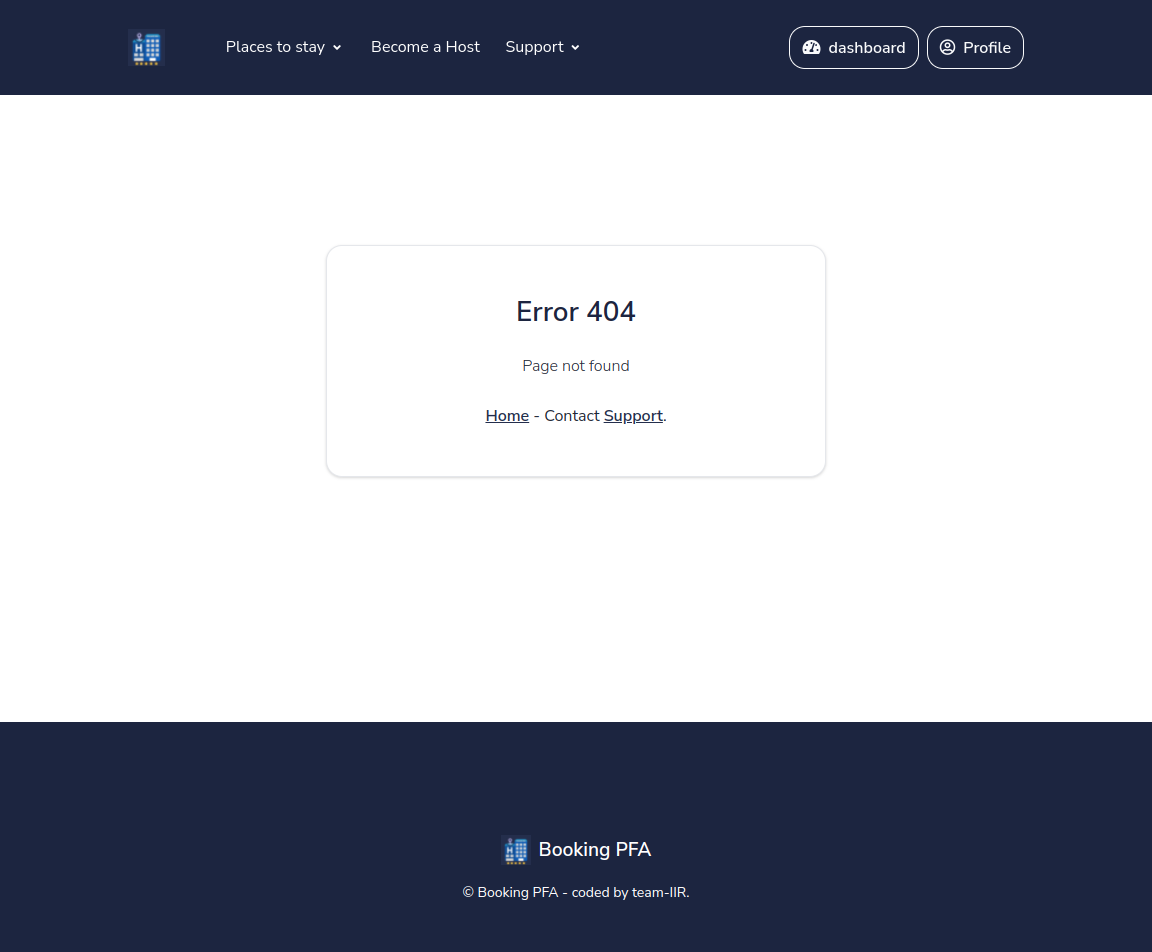 Places to stay Become a Host Support dashboard Profile
Error 404
Page not found
Home - Contact Support.
Booking PFA
© Booking PFA - coded by team-IIR.